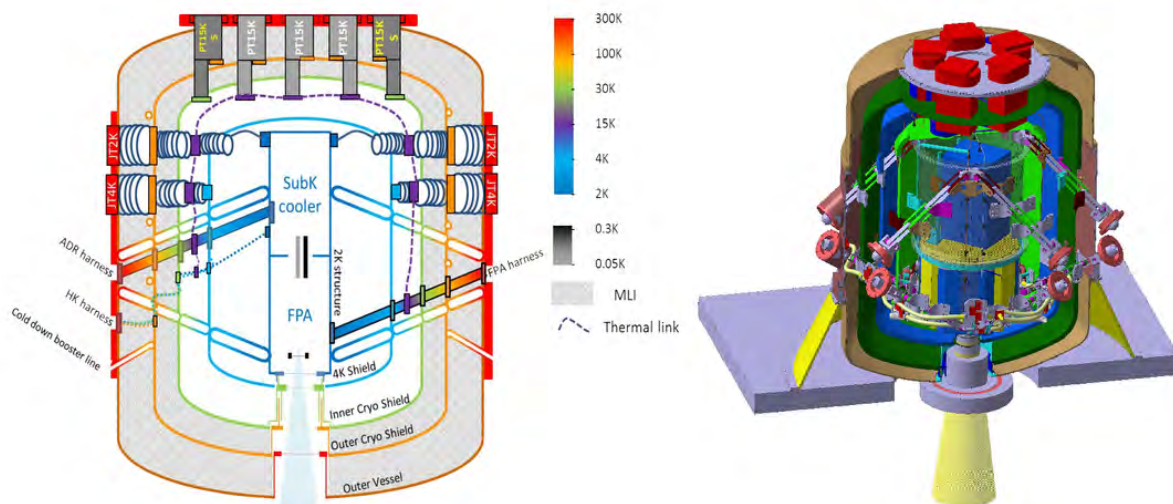 PT15K
S
PT15K
PT15K
PT15K
PT15K
S
JT2K
JT2K
JT4K
JT4K
SubK
cooler
2K structure
FPA
ADR harness
HK harness
Cold down booster line
FPA harness
4K Shield
Inner Cryo Shield
Outer Cryo Shield
Outer Vessel
300K
100K
30K
15K
4K
2K
0.3K
0.05K
MLI
Thermal link